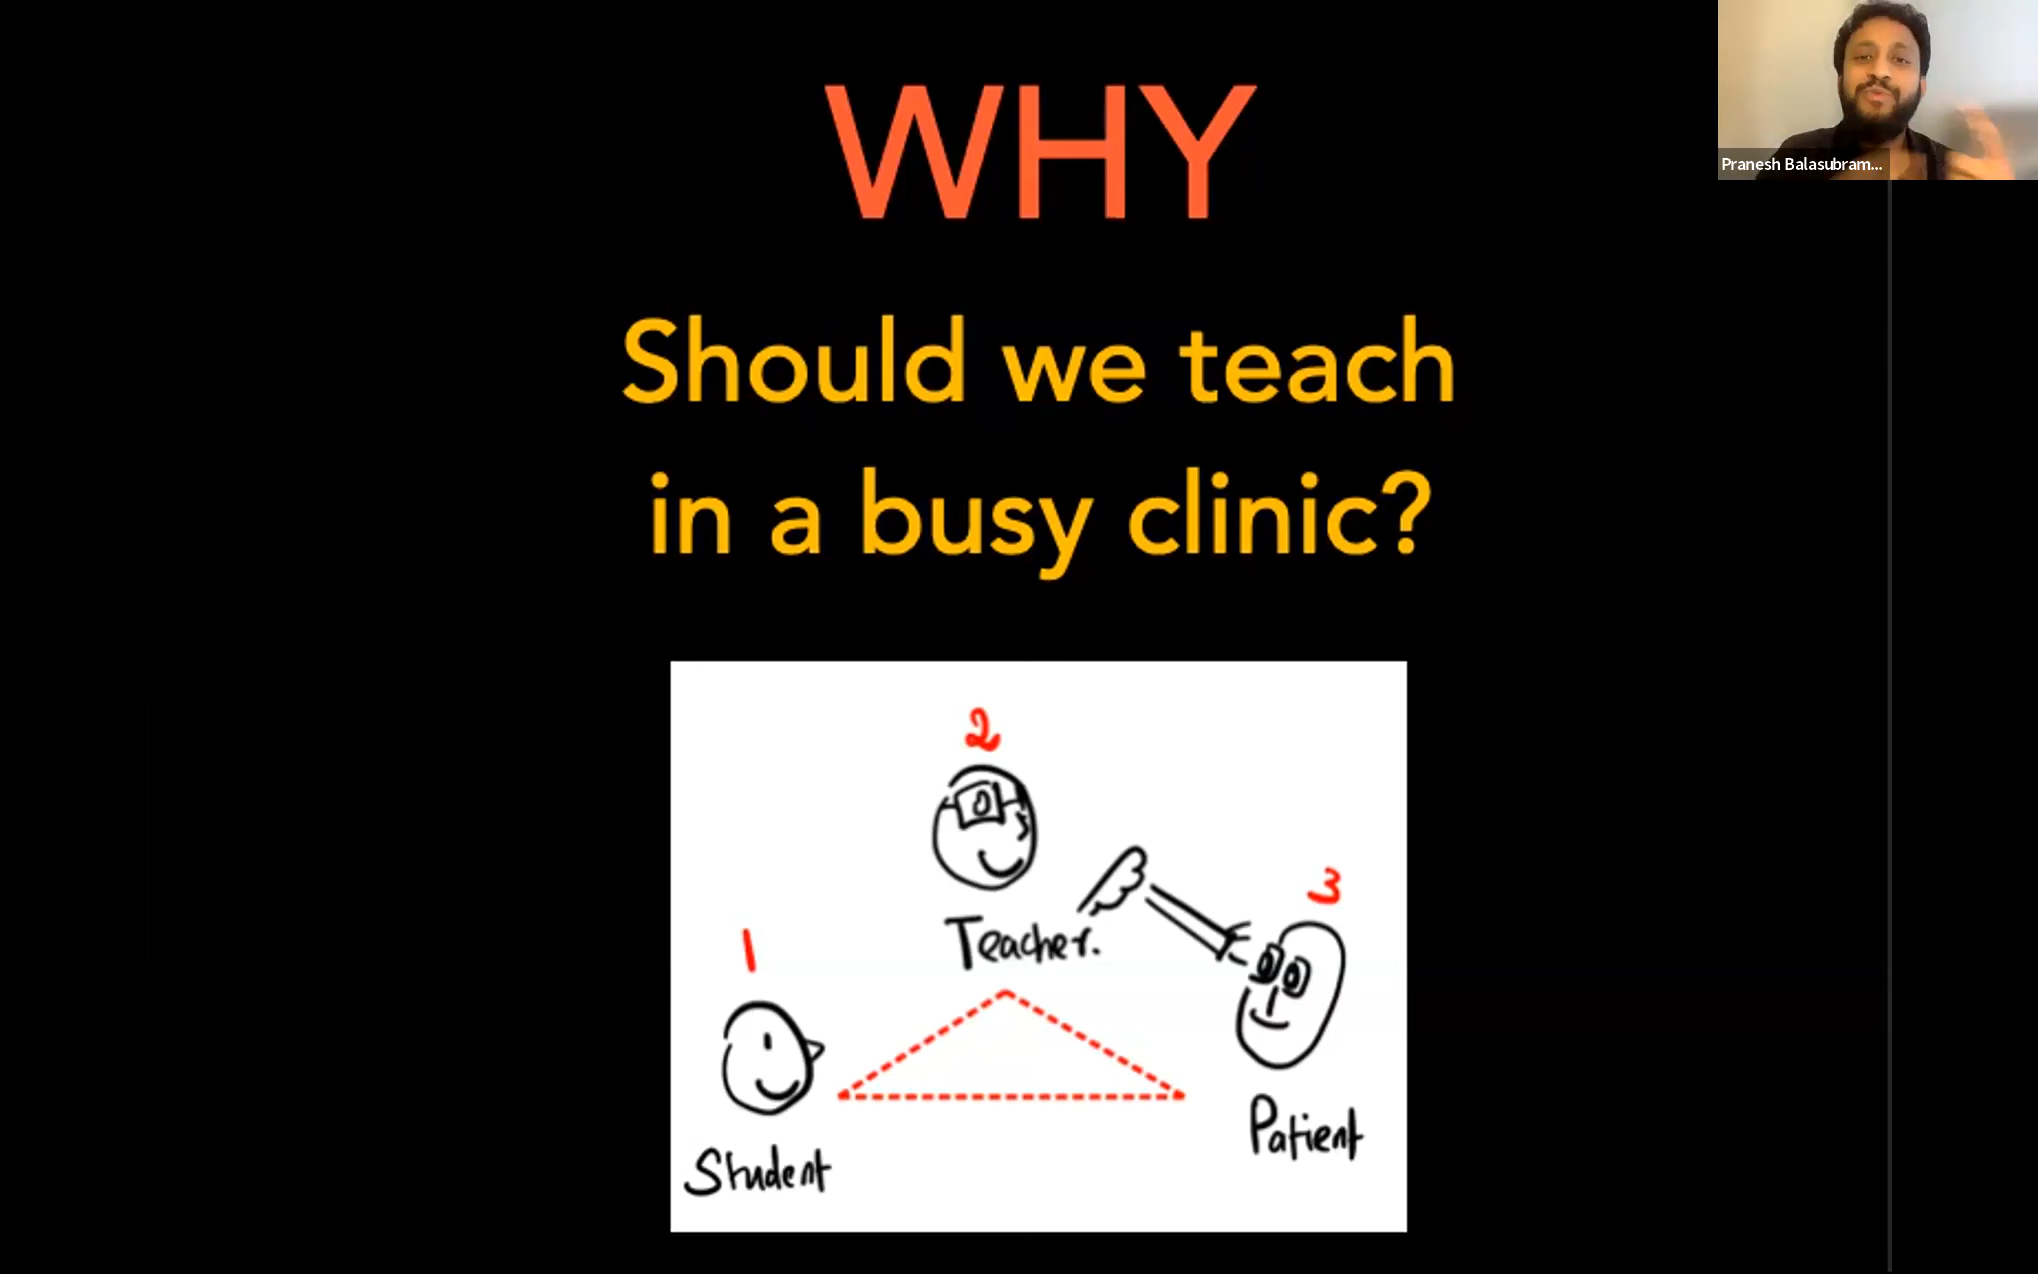 WHY
Should we teach
in a busy clinic?
Pranesh Balasubram...
2
Teacher.
3
1
Student
Patient